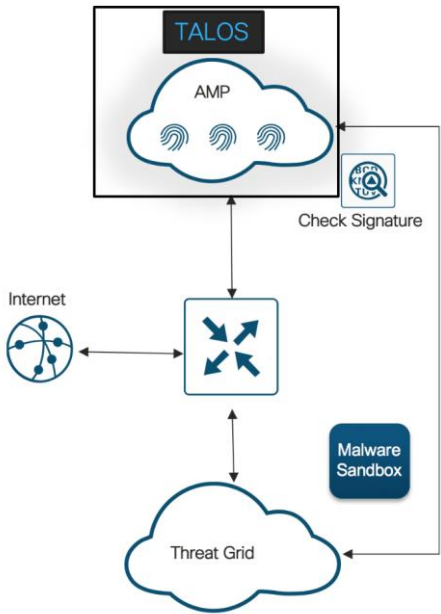 TALOS
AMP
Check Signature
Internet
Malware
Sandbox
Threat Grid